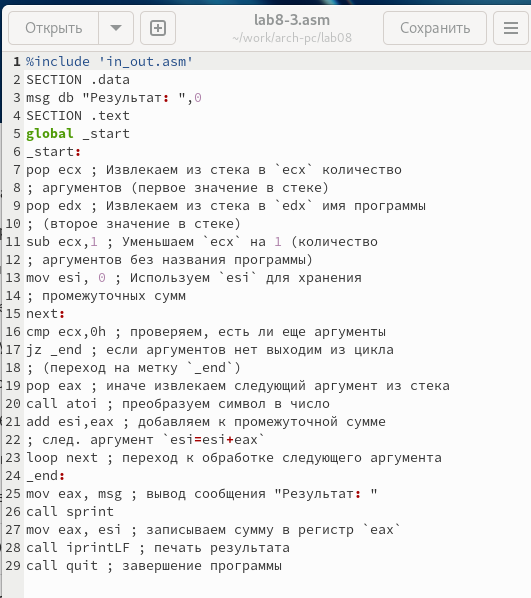 Открыть
lab8-3.asm
~/work/arch-pc/lab08
Сохранить
1 %include 'in_out.asm'
2 SECTION .data
3 msg db "Результат: ",0
4 SECTION .text
5 global _start
6 _start:
7 pop ecx ; Извлекаем из стека в `ecx` количество
8 ; аргументов (первое значение в стеке)
9 pop edx ; Извлекаем из стека в `edx` имя программы
10 ; (второе значение в стеке)
11 sub ecx,1 ; Уменьшаем `ecx` на 1 (количество
12 ; аргументов без названия программы)
13 mov esi, 0 ; Используем `esi` для хранения
14 ; промежуточных сумм
15 next:
16 cmp ecx,0h ; проверяем, есть ли еще аргументы
17 jz _end ; если аргументов нет выходим из цикла
18 ; (переход на метку `_end`)
19 pop eax ; иначе извлекаем следующий аргумент из стека
20 call atoi ; преобразуем символ в число
21 add esi,eax ; добавляем к промежуточной сумме
22 ; след. аргумент `esi=esi+eax`
23 loop next ; переход к обработке следующего аргумента
24 _end:
25 mov eax, msg ; вывод сообщения "Результат: "
26 call sprint
27 mov eax, esi ; записываем сумму в регистр `eax`
28 call iprintLF ; печать результата
29 call quit ; завершение программы